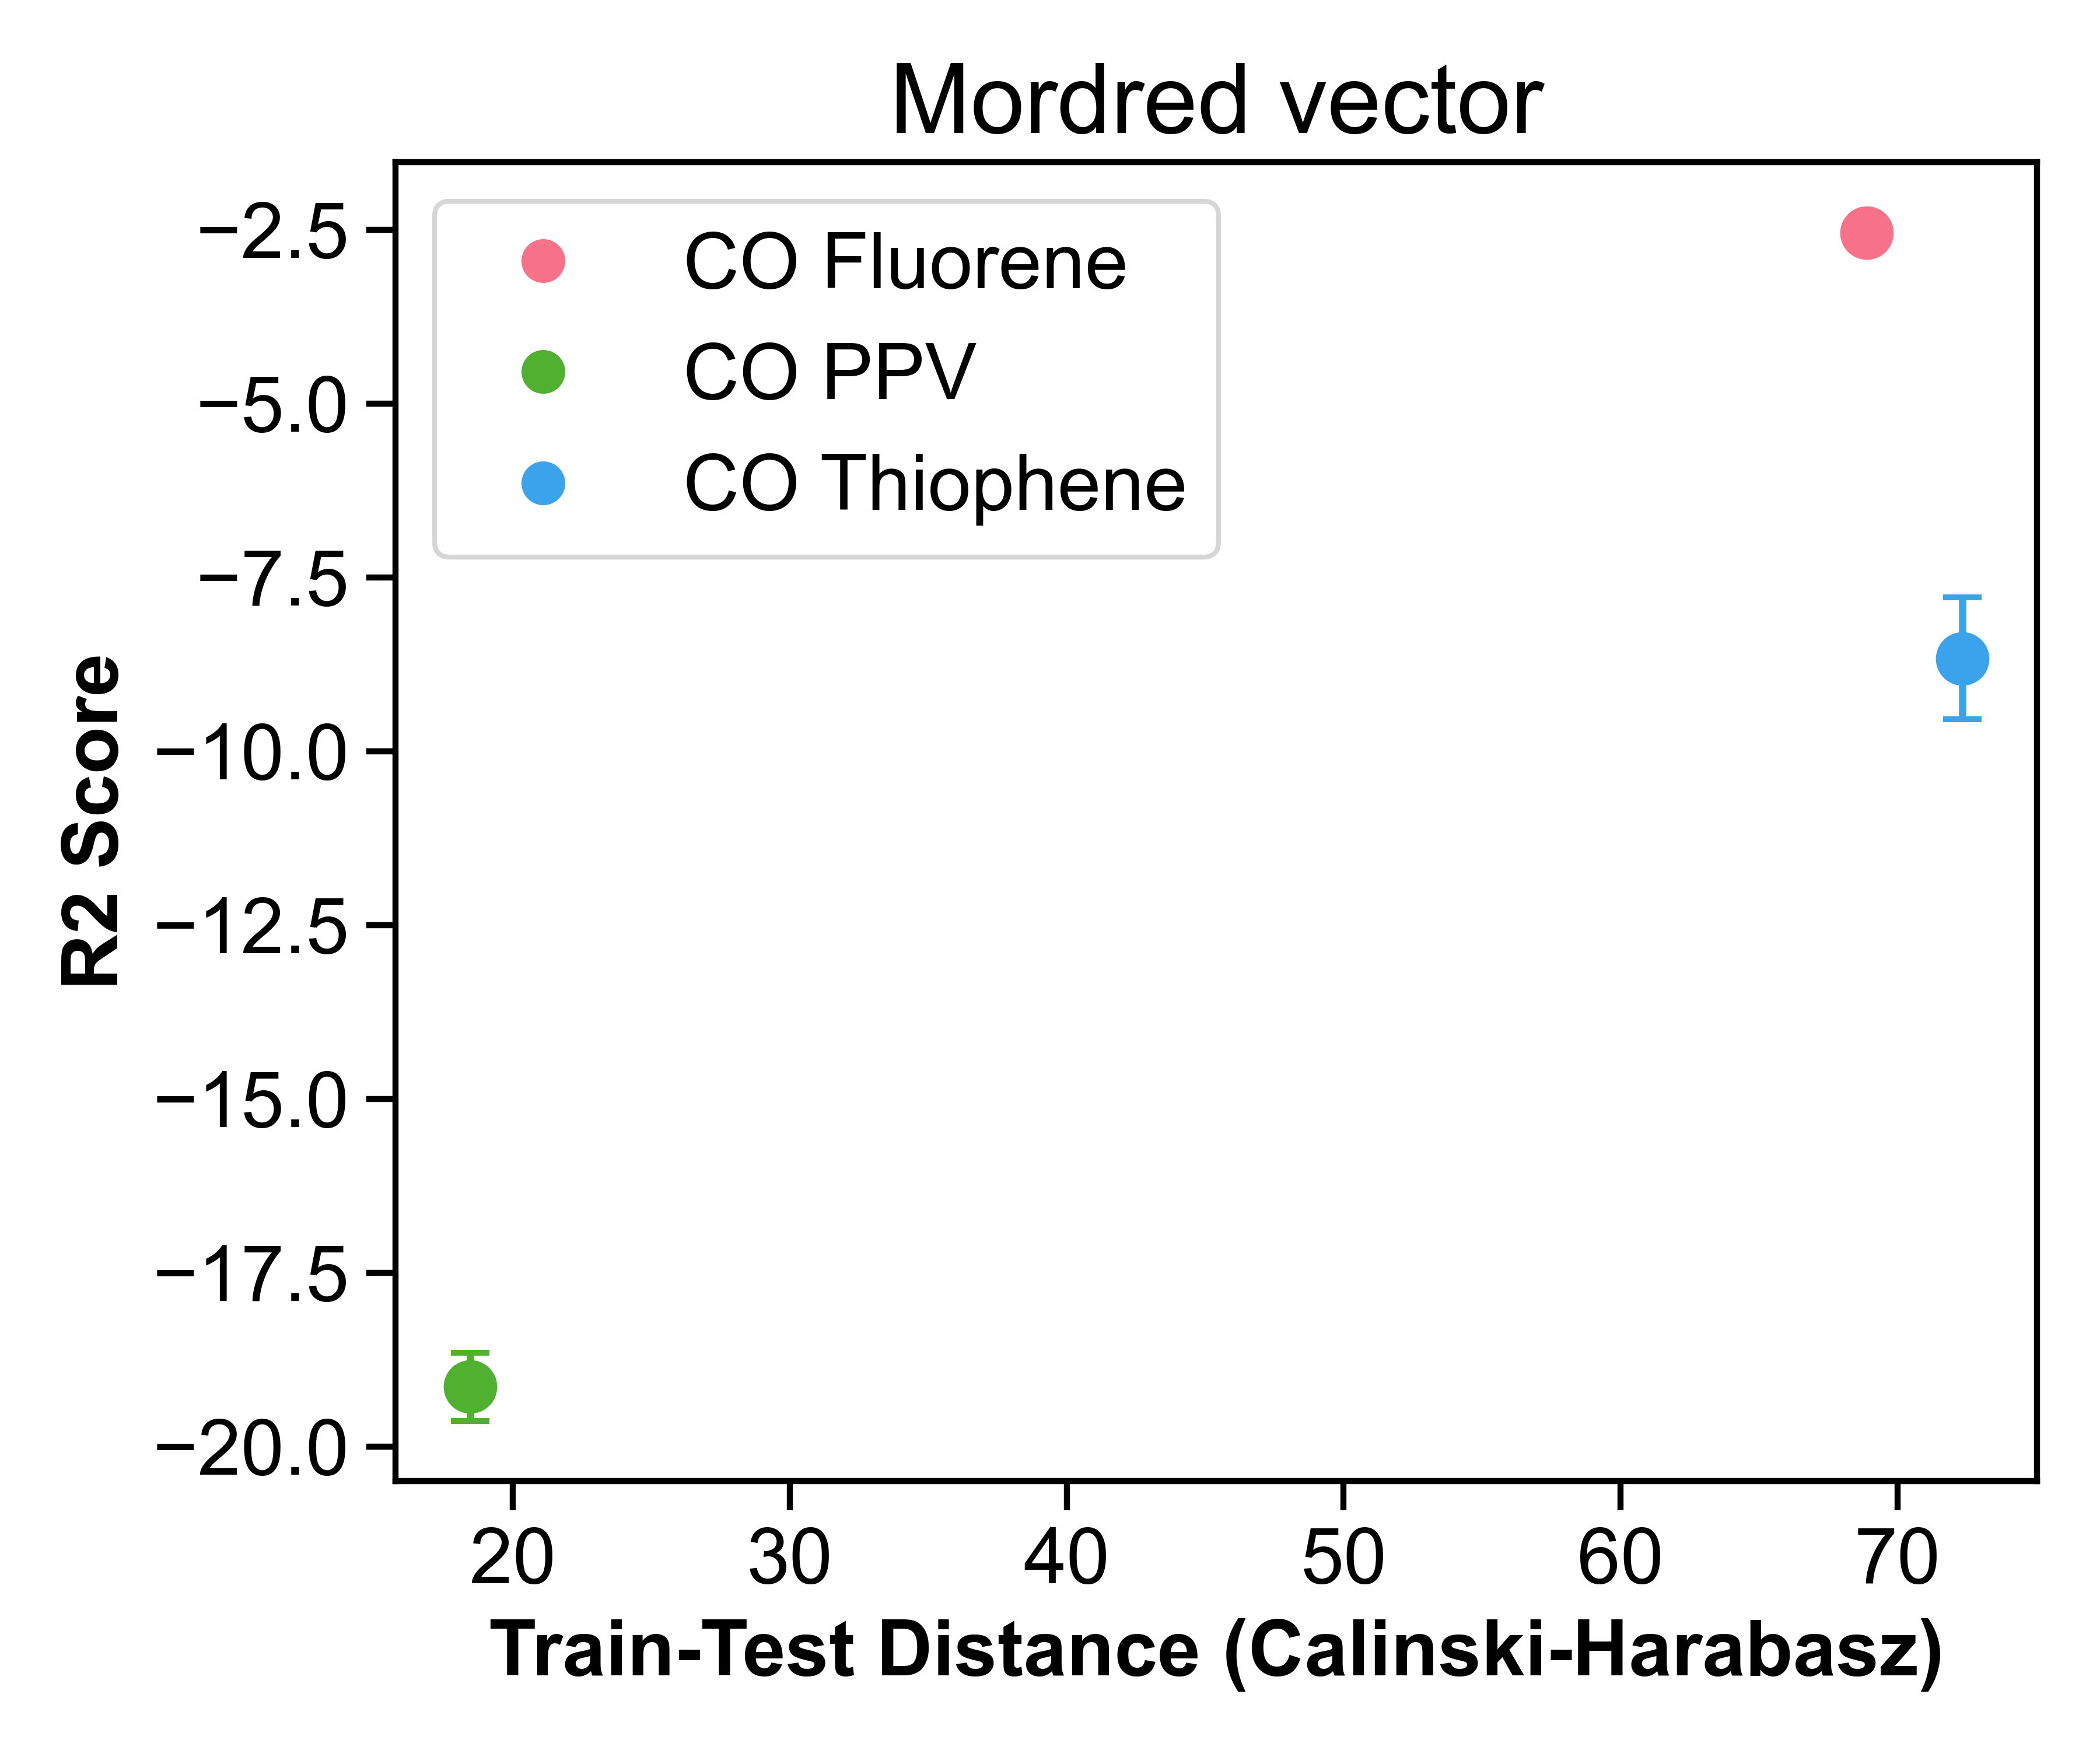 Mordred vector
CO Fluorene
CO PPV
CO Thiophene
R2 Score
−2.5
−5.0
−7.5
−10.0
−12.5
−15.0
−17.5
−20.0
20 30 40 50 60 70
Train-Test Distance (Calinski-Harabasz)